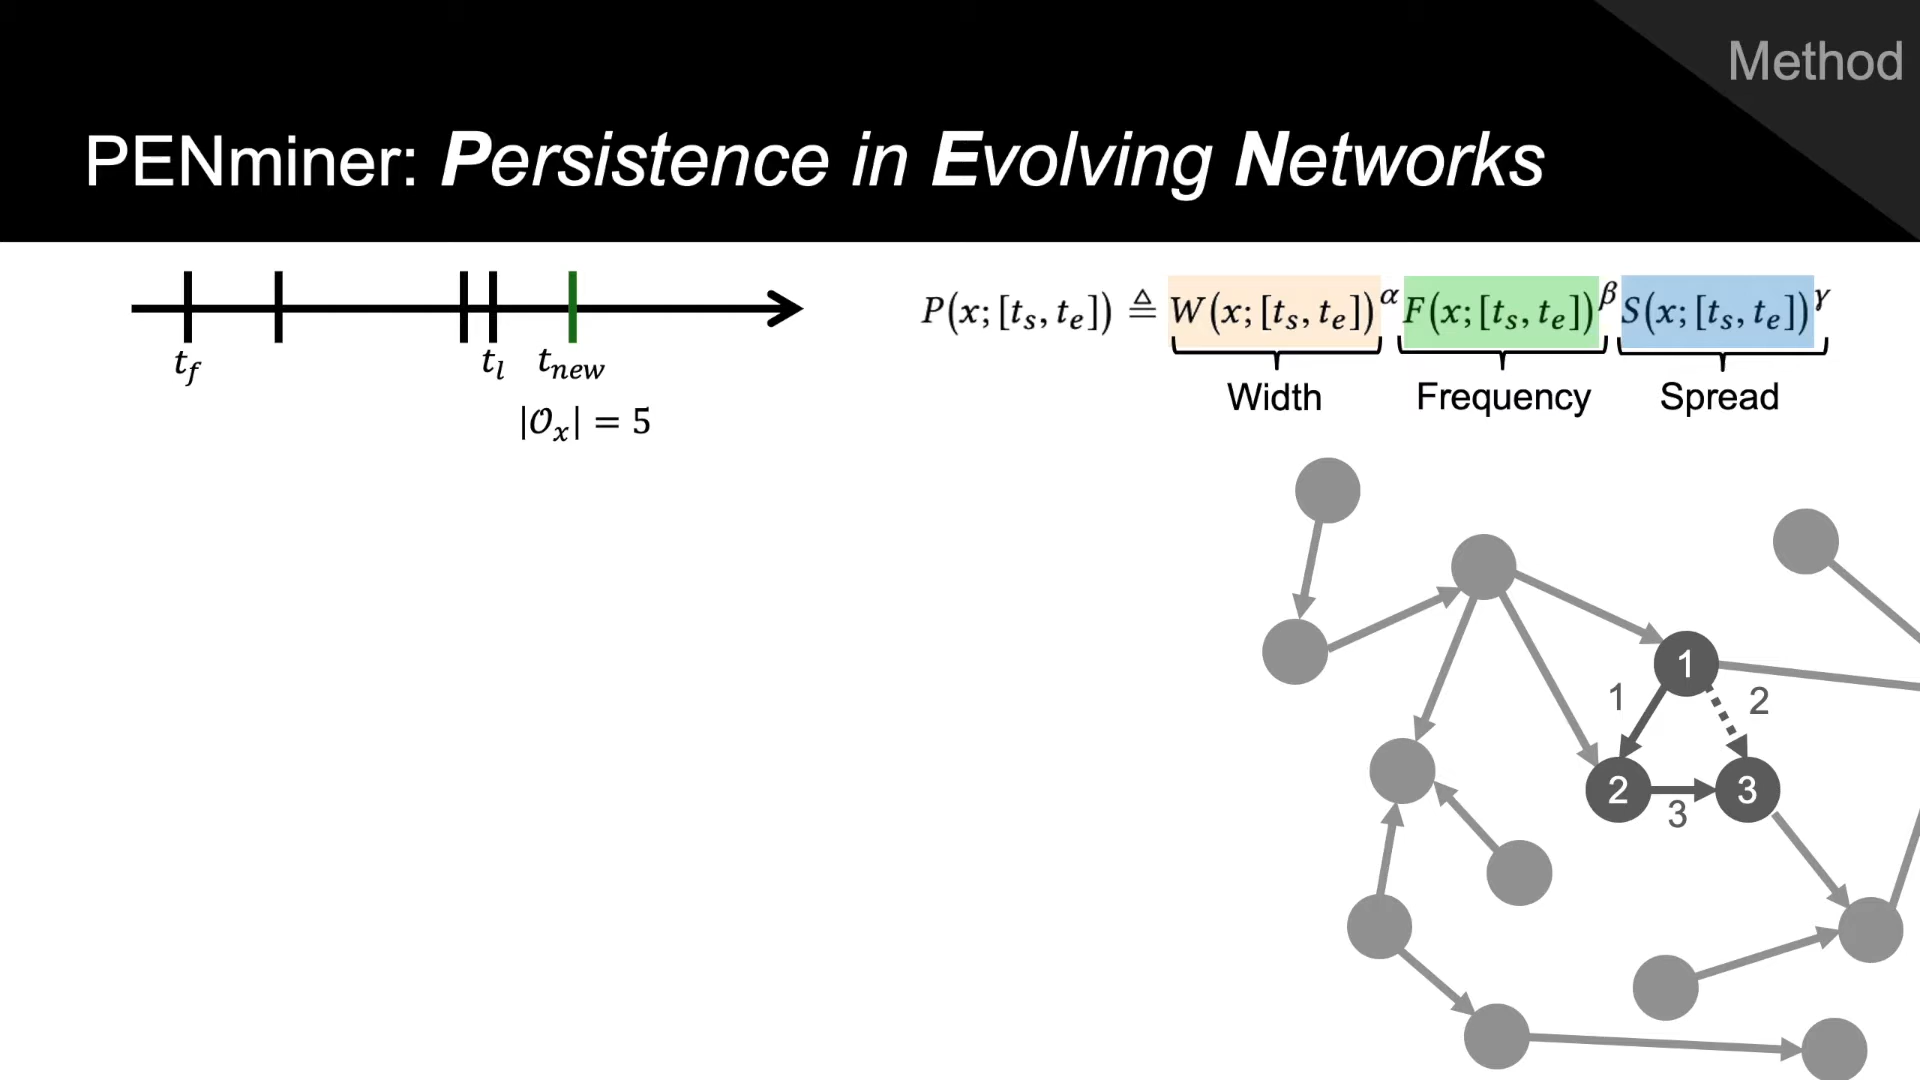 Method
PENminer: Persistence in Evolving Networks
t_f t_l t_new
|𝒪_x| = 5
P(x; [t_s, t_e]) ≜ W(x; [t_s, t_e])^α F(x; [t_s, t_e])^β S(x; [t_s, t_e])^γ
Width Frequency Spread
1
1 2
2 3 3